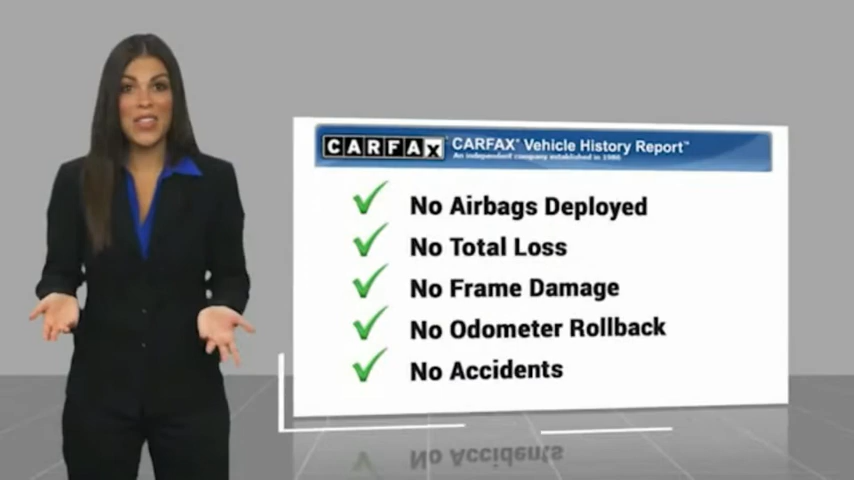 CARFAX CARFAX® Vehicle History Report™
An independent company established in 1986
No Airbags Deployed
No Total Loss
No Frame Damage
No Odometer Rollback
No Accidents
No Accidents